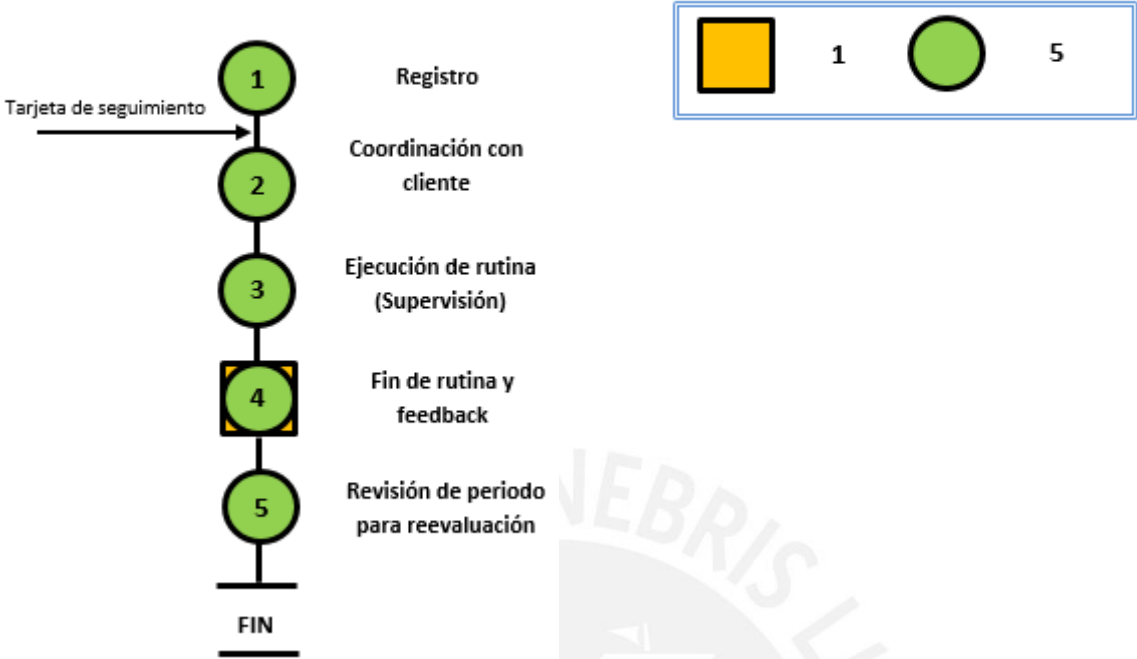 1
Registro
1
5
Tarjeta de seguimiento
Coordinación con
cliente
2
Ejecución de rutina
(Supervisión)
3
Fin de rutina y
feedback
4
Revisión de periodo
para reevaluación
5
FIN
NEBRIS